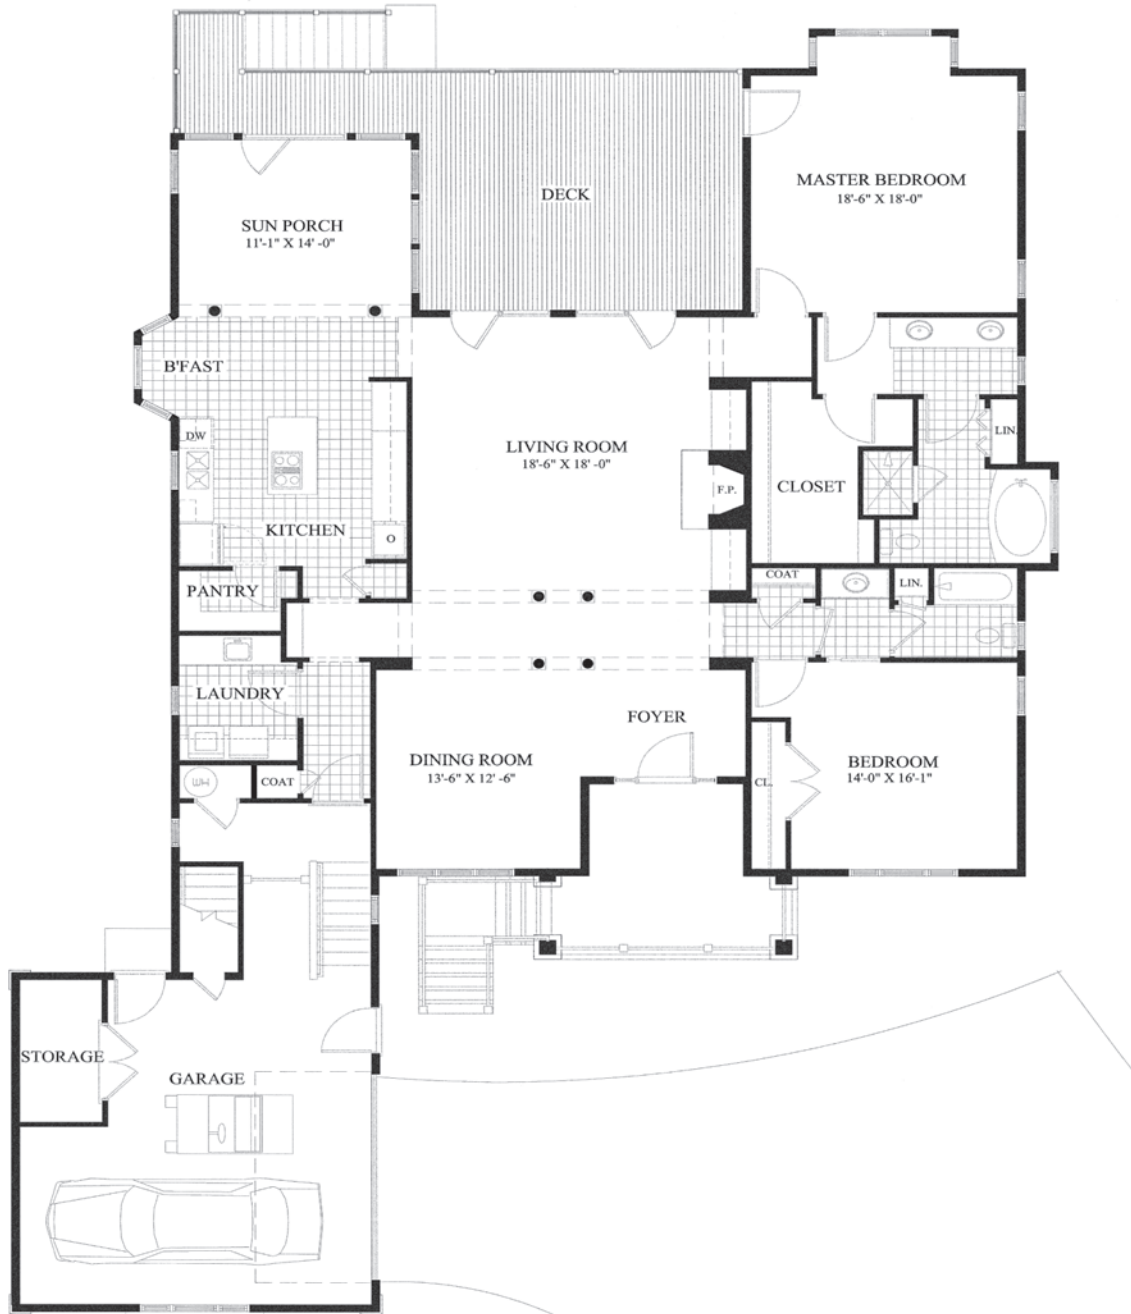 MASTER BEDROOM
18'-6" X 18'-0"
DECK
SUN PORCH
11'-1" X 14' -0"
B'FAST
DW
LIVING ROOM
18'-6" X 18' -0"
LIN.
CLOSET
F.P.
KITCHEN
O
COAT
LIN.
PANTRY
LAUNDRY
FOYER
DINING ROOM
13'-6" X 12' -6"
BEDROOM
14'-0" X 16'-1"
WH
COAT
CL.
STORAGE
GARAGE